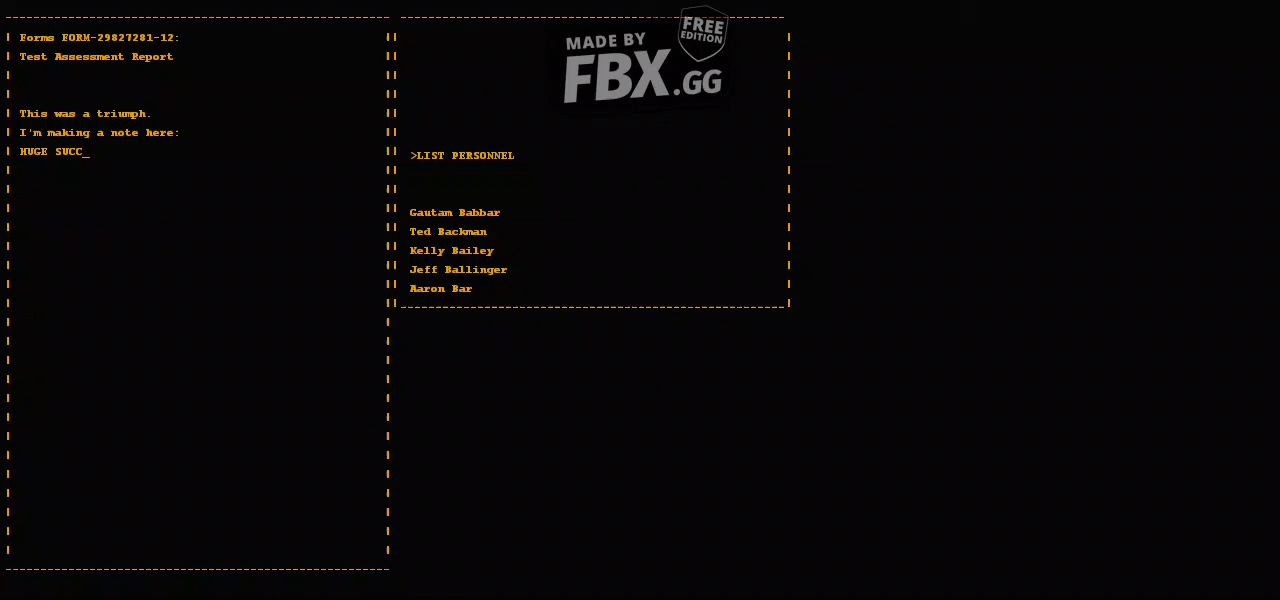 Forms FORM-29827281-12:
Test Assessment Report
This was a triumph.
I'm making a note here:
HUGE SUCC_
MADE BY
FREE
EDITION
FBX.GG
>LIST PERSONNEL
Gautam Babbar
Ted Backman
Kelly Bailey
Jeff Ballinger
Aaron Bar